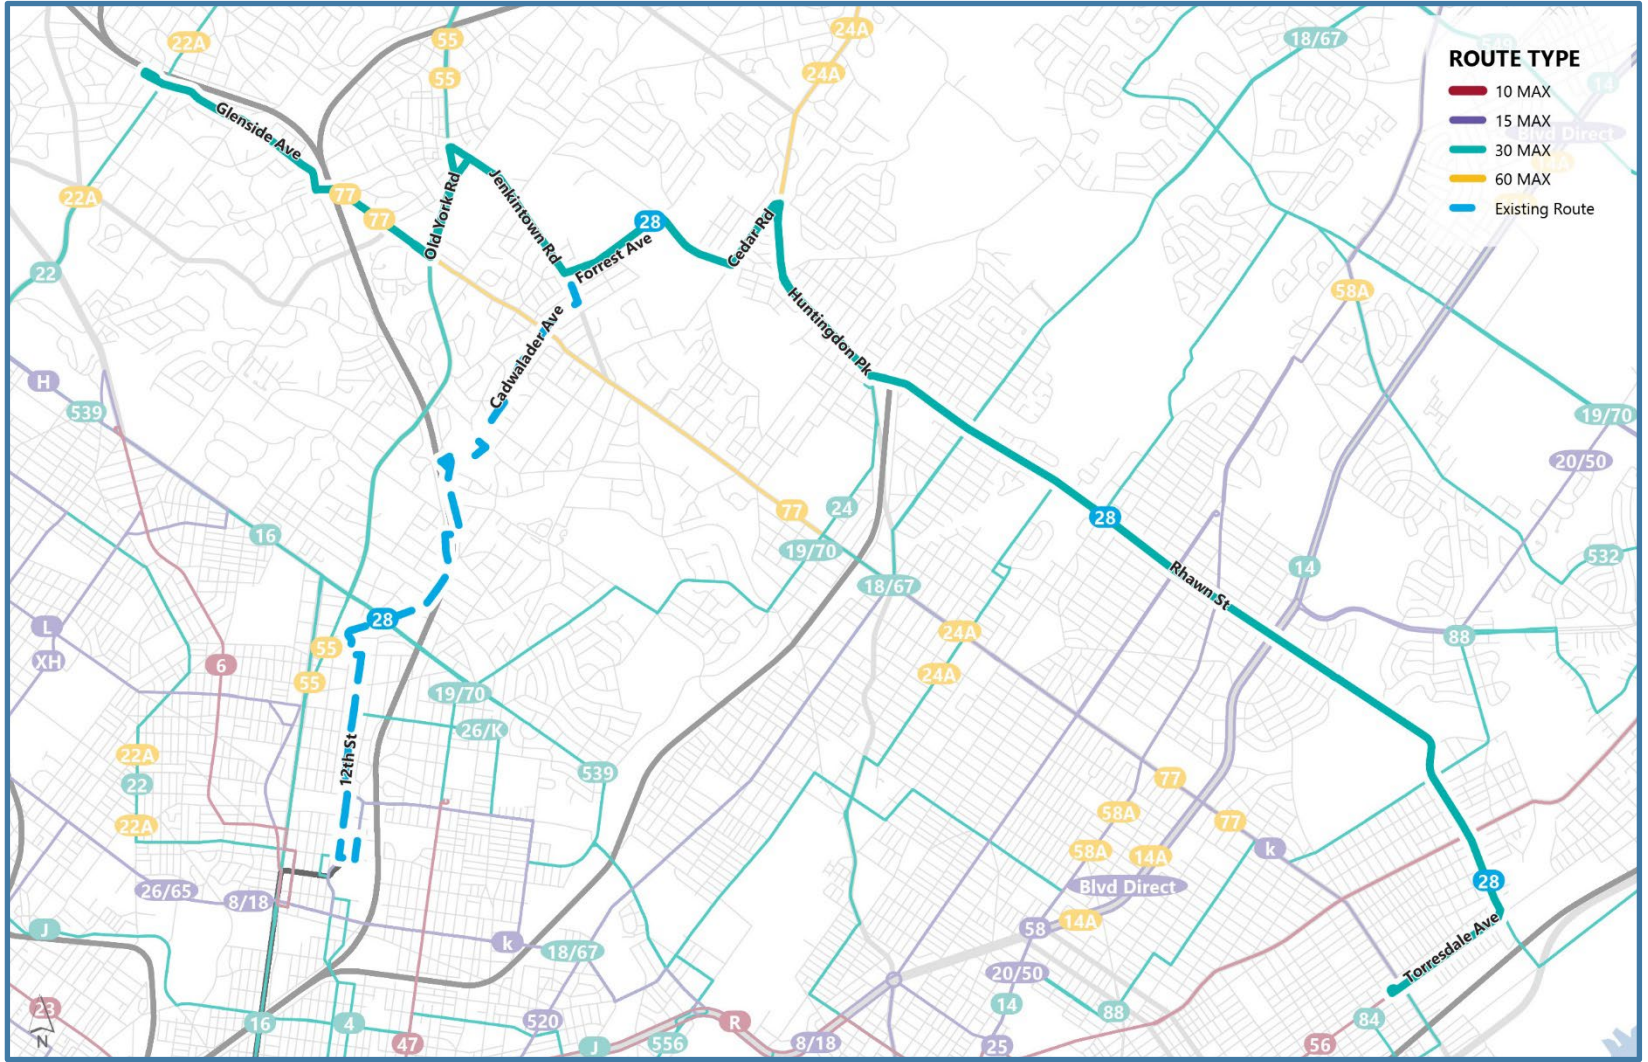 ROUTE TYPE
10 MAX
15 MAX
30 MAX
60 MAX
Existing Route
22A
55
24A
18/67
14
55
24A
Blvd Direct
Glenside Ave
22A
77
77
Old York Rd
Jenkintown Rd
28
Forrest Ave
Cedar Rd
22
58A
Huntingdon Pk
Cadwalader Ave
H
539
19/70
20/50
77
24
28
16
19/70
532
14
18/67
Rhawn St
28
L
24A
88
55
XH
6
24A
55
19/70
26/K
12th St
22A
539
77
22
58A
22A
77
k
58A
14A
28
Blvd Direct
26/65
8/18
14A
58
J
k
18/67
Torresdale Ave
20/50
14
88
23
16
4
520
R
84
N
47
J
556
8/18
25
56